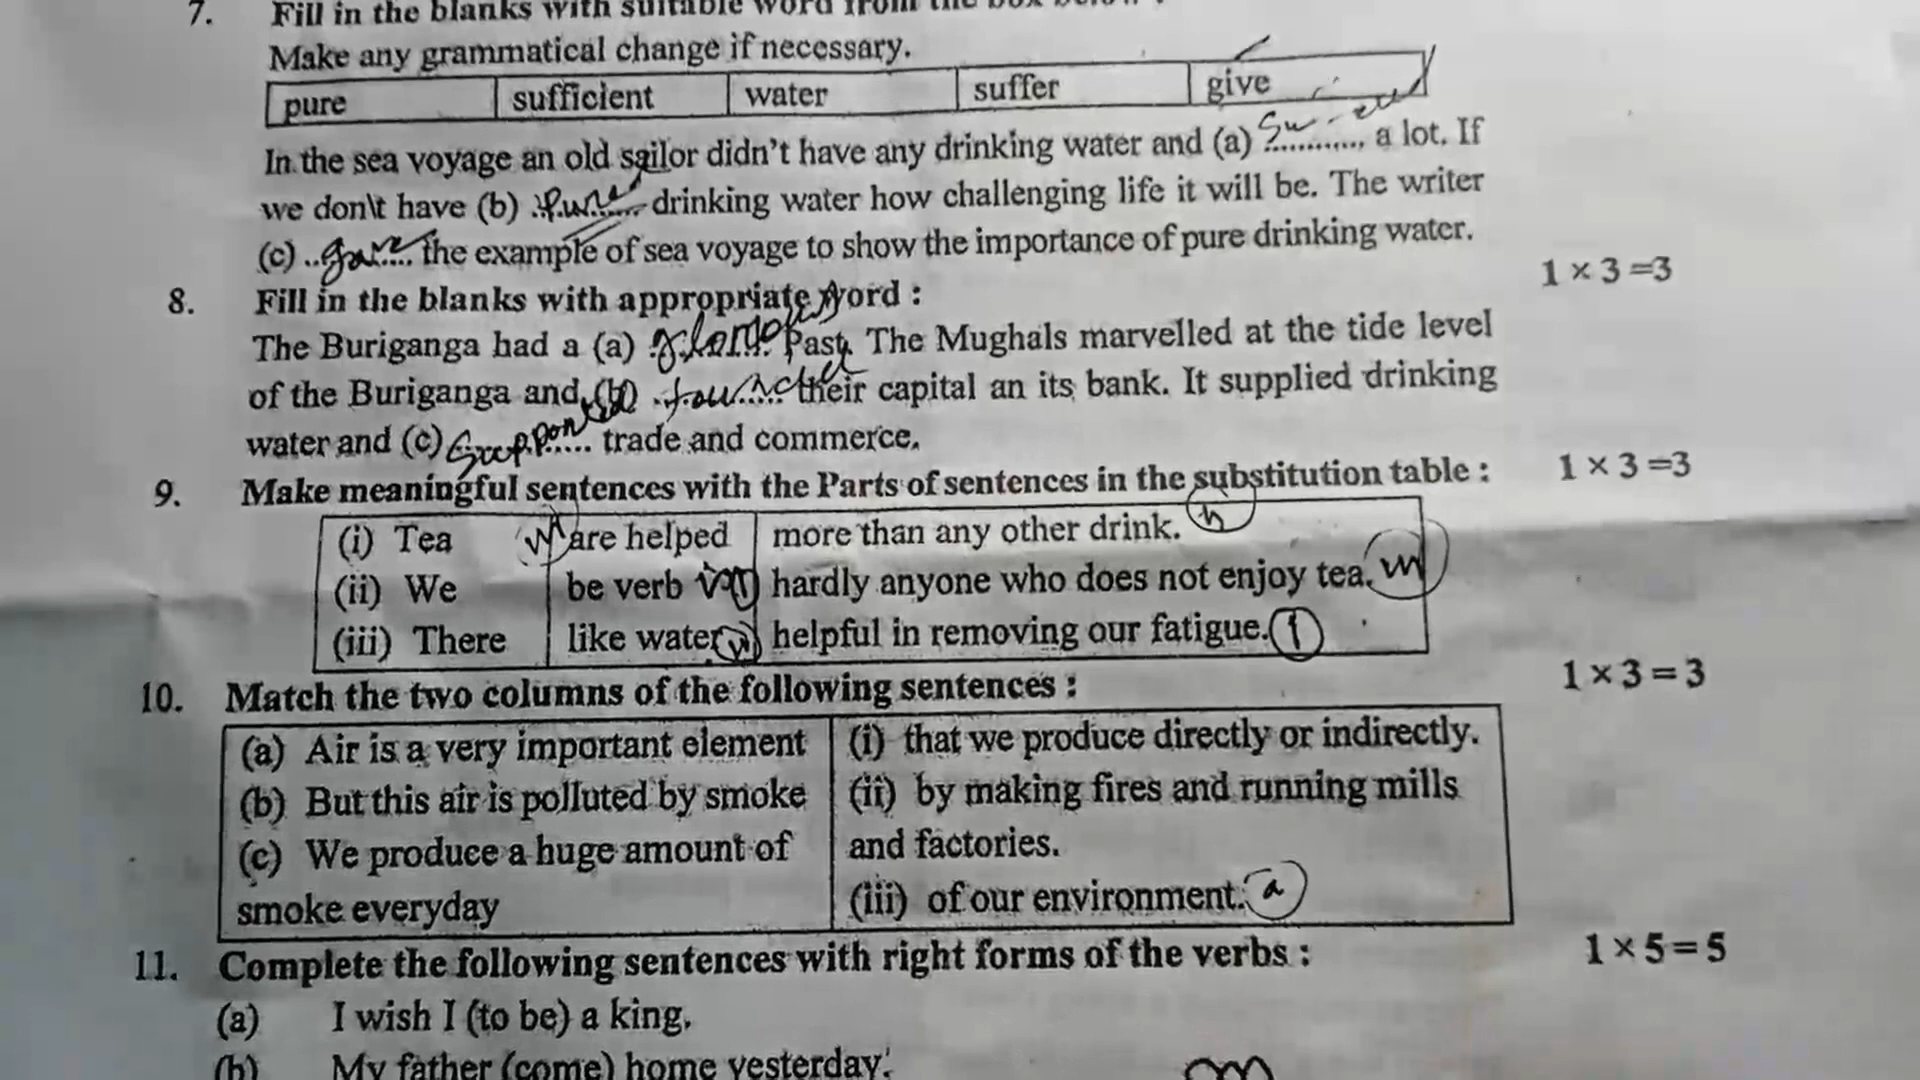 7. Fill in the blanks with suitable word from the box below :
Make any grammatical change if necessary.
pure sufficient water suffer give
In the sea voyage an old sailor didn't have any drinking water and (a) ........... a lot. If
we don\t have (b) .pure.... drinking water how challenging life it will be. The writer
(c) ..gave.... the example of sea voyage to show the importance of pure drinking water.
1 × 3 =3
8. Fill in the blanks with appropriate word :
The Buriganga had a (a) ........ Past. The Mughals marvelled at the tide level
of the Buriganga and (b) ........ their capital an its bank. It supplied drinking
water and (c) ........ trade and commerce.
9. Make meaningful sentences with the Parts of sentences in the substitution table : 1 × 3 =3
(i) Tea are helped more than any other drink.
(ii) We be verb hardly anyone who does not enjoy tea.
(iii) There like water helpful in removing our fatigue.
10. Match the two columns of the following sentences : 1 × 3 = 3
(a) Air is a very important element (i) that we produce directly or indirectly.
(b) But this air is polluted by smoke (ii) by making fires and running mills
(c) We produce a huge amount of and factories.
smoke everyday (iii) of our environment. a
11. Complete the following sentences with right forms of the verbs : 1 × 5 = 5
(a) I wish I (to be) a king.
(b) My father (come) home yesterday.